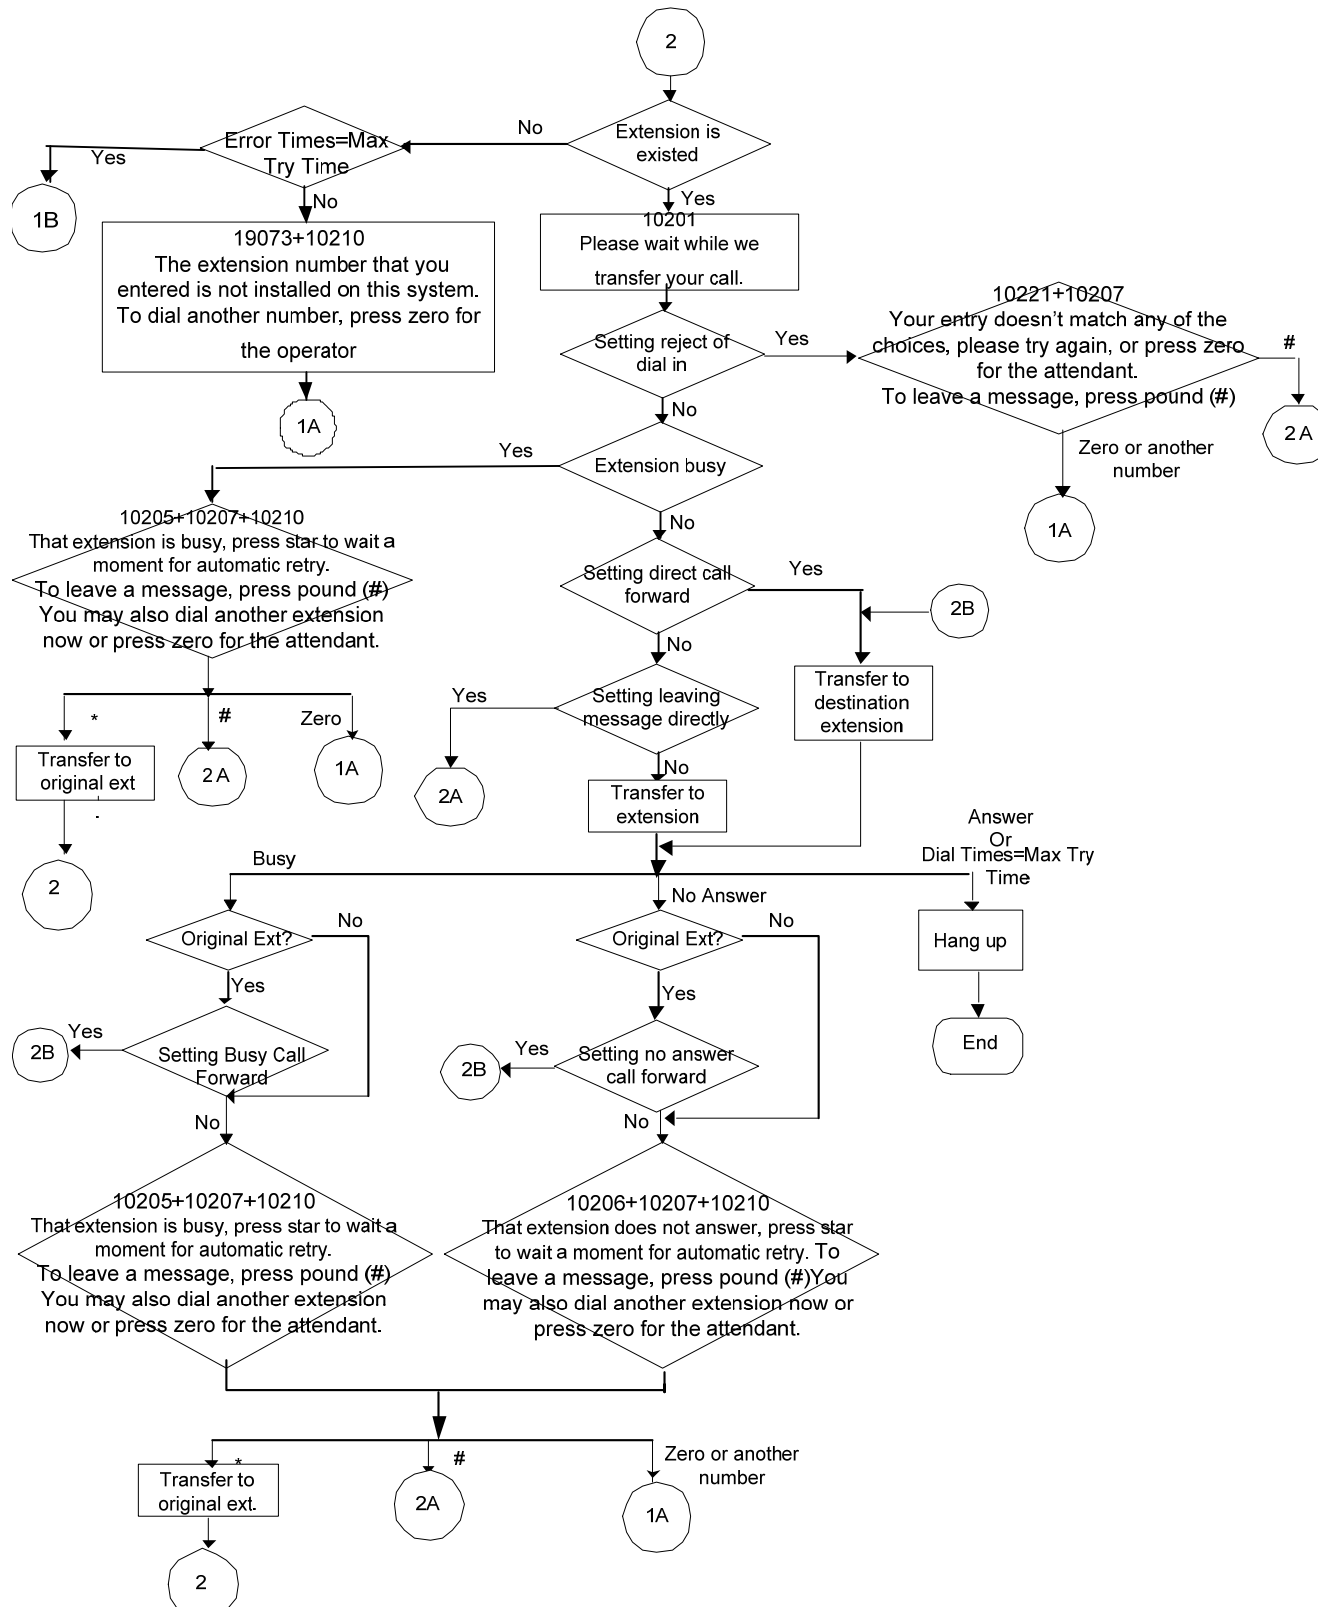 2
Extension is
existed
No
Error Times=Max
Try Time
Yes
1B
No
Yes
19073+10210
The extension number that you
entered is not installed on this system.
To dial another number, press zero for
the operator
1A
10201
Please wait while we
transfer your call.
Setting reject of
dial in
Yes
10221+10207
Your entry doesn't match any of the
choices, please try again, or press zero
for the attendant.
To leave a message, press pound (#)
#
2 A
Zero or another
number
1A
No
Extension busy
Yes
10205+10207+10210
That extension is busy, press star to wait a
moment for automatic retry.
To leave a message, press pound (#)
You may also dial another extension
now or press zero for the attendant.
*
#
Zero
Transfer to
original ext
.
2 A
1A
2
No
Setting direct call
forward
Yes
2B
Transfer to
destination
extension
No
Setting leaving
message directly
Yes
2A
No
Transfer to
extension
Busy
No Answer
Answer
Or
Dial Times=Max Try
Time
Original Ext?
No
Original Ext?
No
Hang up
End
Yes
Yes
Setting Busy Call
Forward
Yes
2B
Setting no answer
call forward
Yes
2B
No
No
10205+10207+10210
That extension is busy, press star to wait a
moment for automatic retry.
To leave a message, press pound (#)
You may also dial another extension
now or press zero for the attendant.
10206+10207+10210
That extension does not answer, press star
to wait a moment for automatic retry. To
leave a message, press pound (#)You
may also dial another extension now or
press zero for the attendant.
*
#
Zero or another
number
Transfer to
original ext.
2A
1A
2